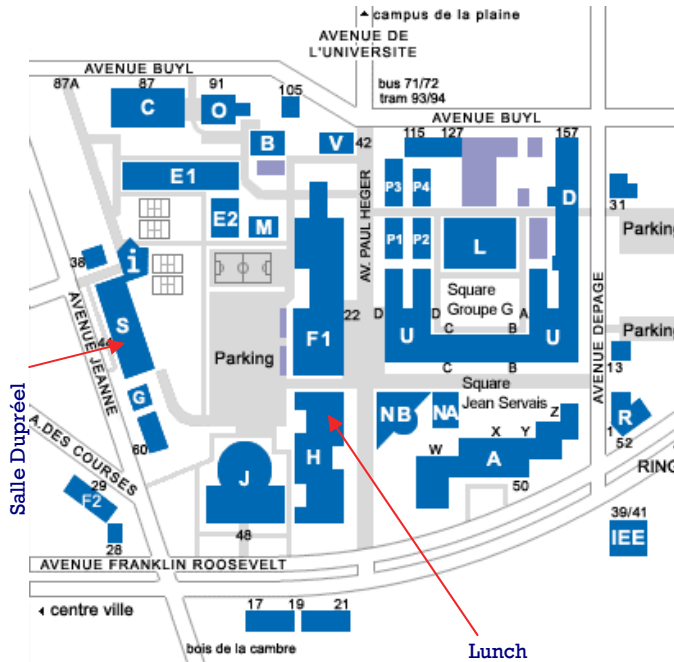 campus de la plaine
AVENUE DE
L'UNIVERSITE
AVENUE BUYL
87A
87
91
105
bus 71/72
tram 93/94
AVENUE BUYL
C
O
B
V
42
115
127
157
E1
P3
P4
D
31
E2
M
AV. PAUL HEGER
P1
P2
L
Parking
38
i
Square
Groupe G
S
44
AVENUE JEANNE
Parking
F1
22
D
D
C
B
A
U
U
AVENUE DEPAGE
Parking
C
B
13
Square
Jean Servais
G
60
NB
NA
Z
R
1
52
A.DES COURSES
J
H
W
X
Y
A
RING
29
F2
50
28
48
39/41
IEE
AVENUE FRANKLIN ROOSEVELT
centre ville
17
19
21
bois de la cambre
Salle Dupréel
Lunch